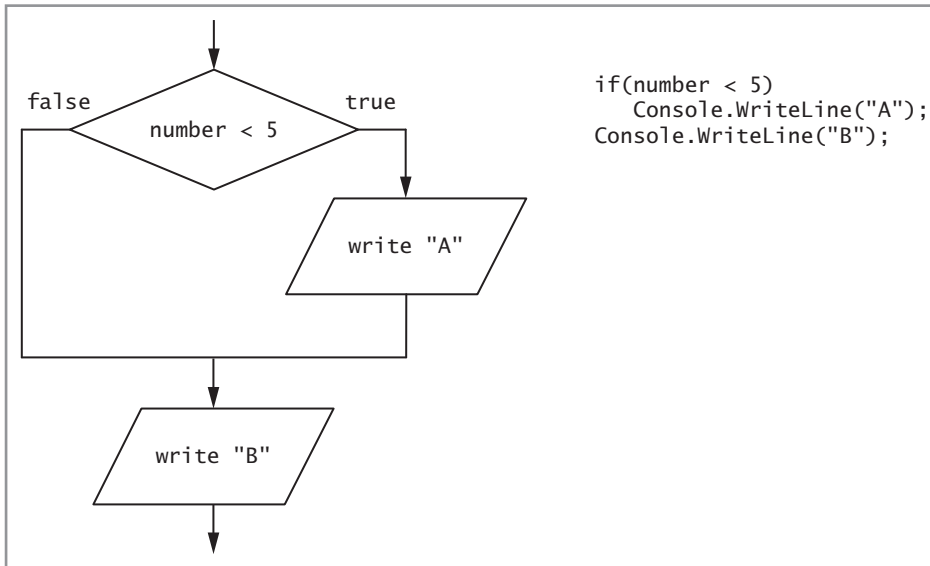 false
true
number < 5
write "A"
write "B"
if(number < 5)
   Console.WriteLine("A");
Console.WriteLine("B");